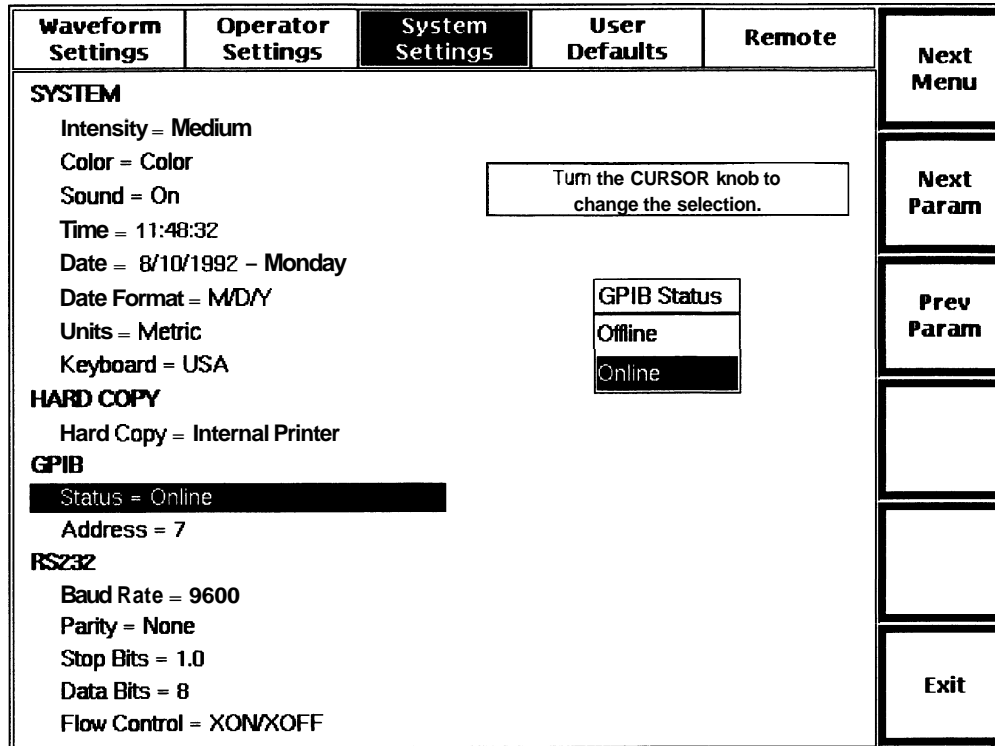 Waveform Settings
Operator Settings
System Settings
User Defaults
Remote
Next Menu
SYSTEM
Intensity = Medium
Color = Color
Sound = On
Time = 11:48:32
Date = 8/10/1992 – Monday
Date Format = M/D/Y
Units = Metric
Keyboard = USA
HARD COPY
Hard Copy = Internal Printer
GPIB
Status = Online
Address = 7
RS232
Baud Rate = 9600
Parity = None
Stop Bits = 1.0
Data Bits = 8
Flow Control = XON/XOFF
Turn the CURSOR knob to
change the selection.
GPIB Status
Offline
Online
Next
Param
Prev
Param
Exit